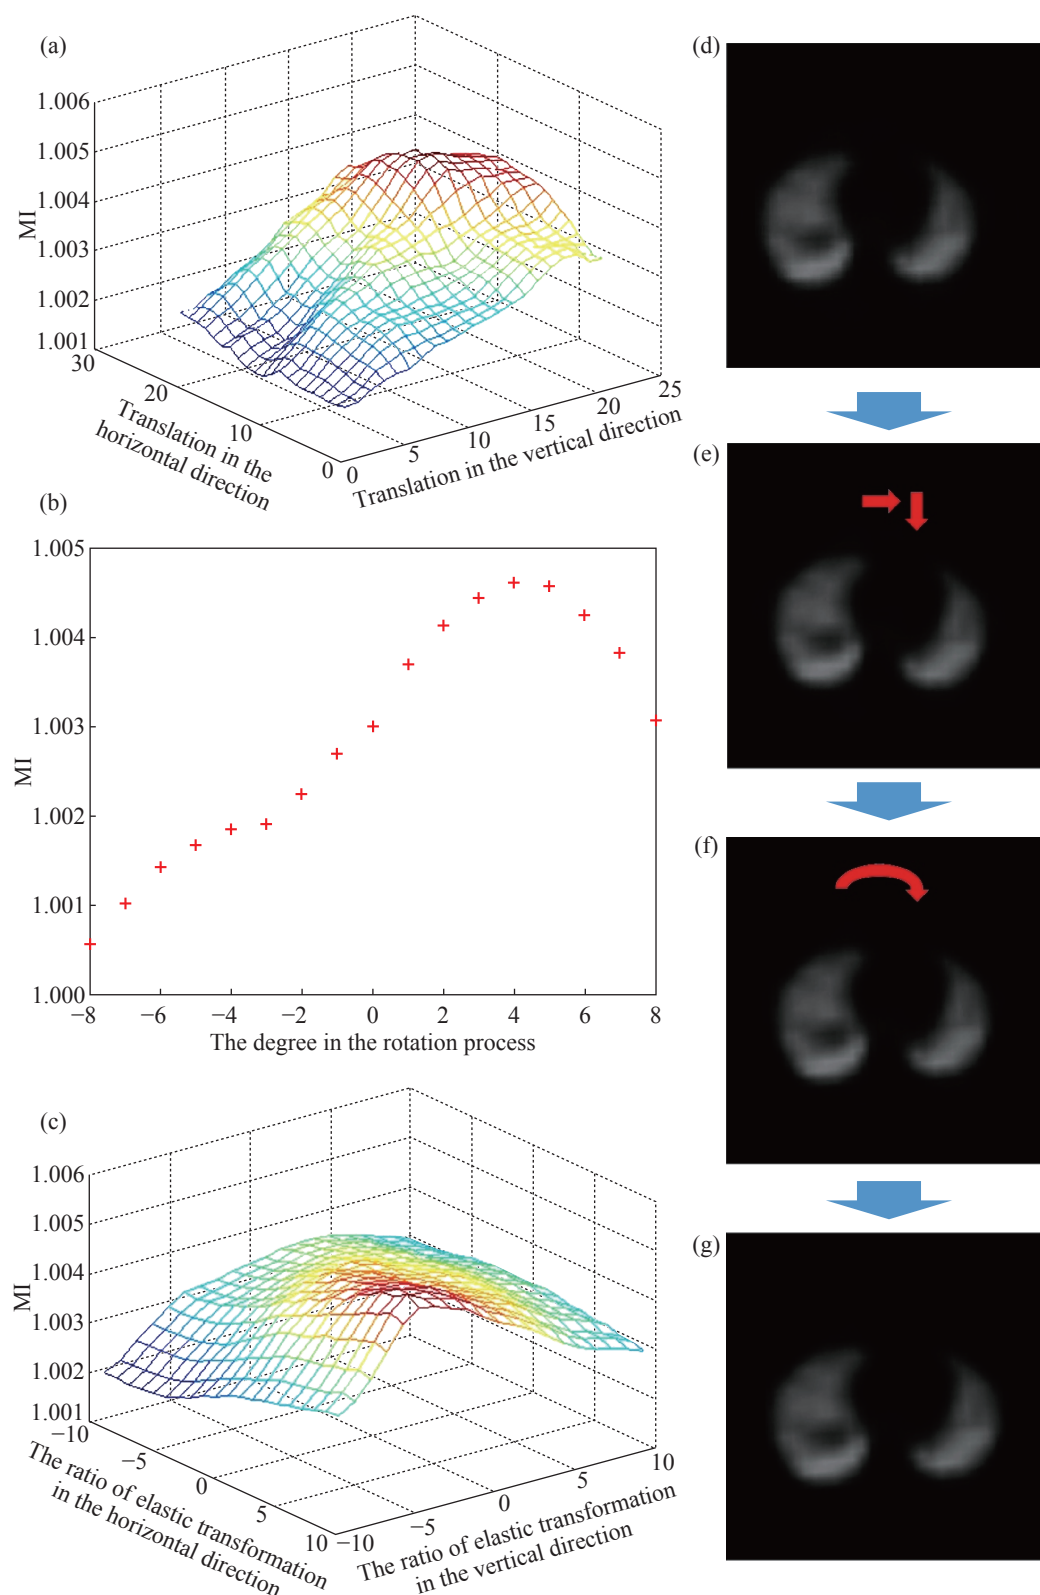 (a)
1.006
1.005
1.004
1.003
1.002
1.001
MI
30
20
10
0
Translation in the
horizontal direction
0
5
10
15
20
25
Translation in the vertical direction
(b)
1.005
1.004
1.003
1.002
1.001
1.000
MI
−8
−6
−4
−2
0
2
4
6
8
The degree in the rotation process
(c)
1.006
1.005
1.004
1.003
1.002
1.001
MI
−10
−5
0
5
10
The ratio of elastic transformation
in the horizontal direction
−10
−5
0
5
10
The ratio of elastic transformation
in the vertical direction
(d)
(e)
(f)
(g)